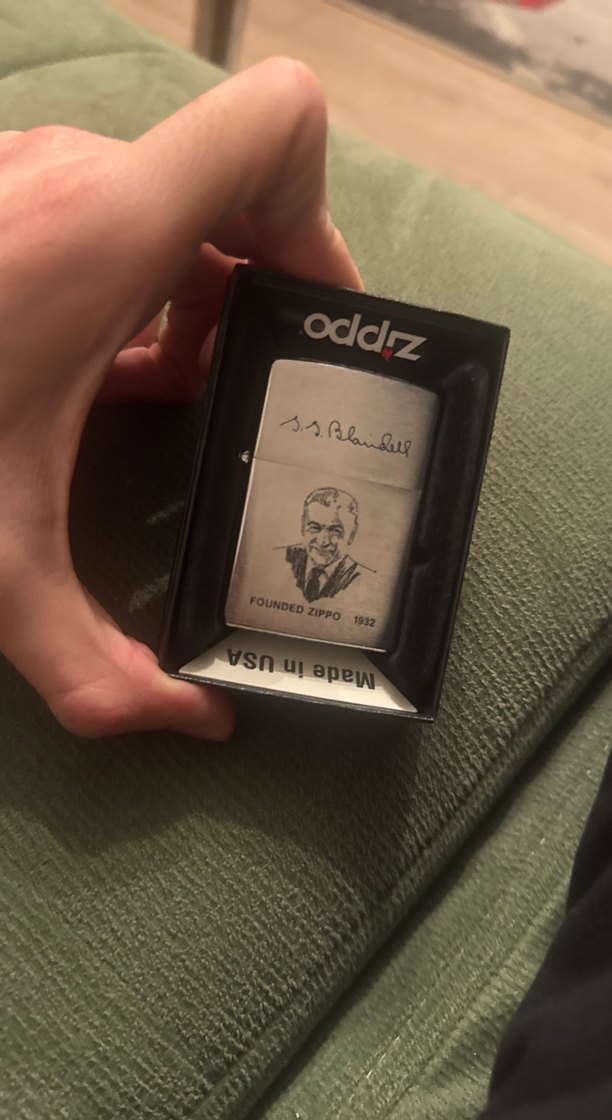 zippo
G. G. Blaisdell
FOUNDED ZIPPO 1932
Made in USA